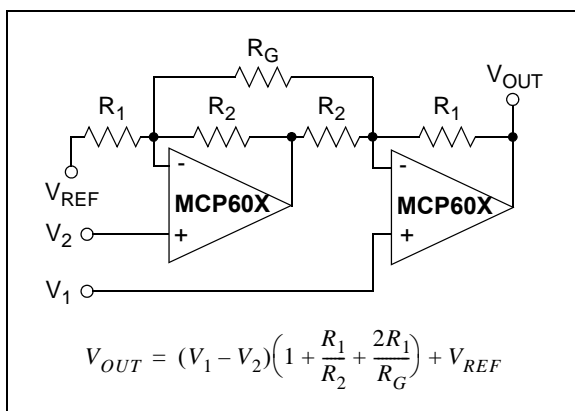 R_G
V_OUT
R_1 R_2 R_2 R_1
- -
V_REF MCP60X MCP60X
V_2 + +
V_1
V_OUT = (V_1 – V_2)(1 + R_1/R_2 + 2R_1/R_G) + V_REF